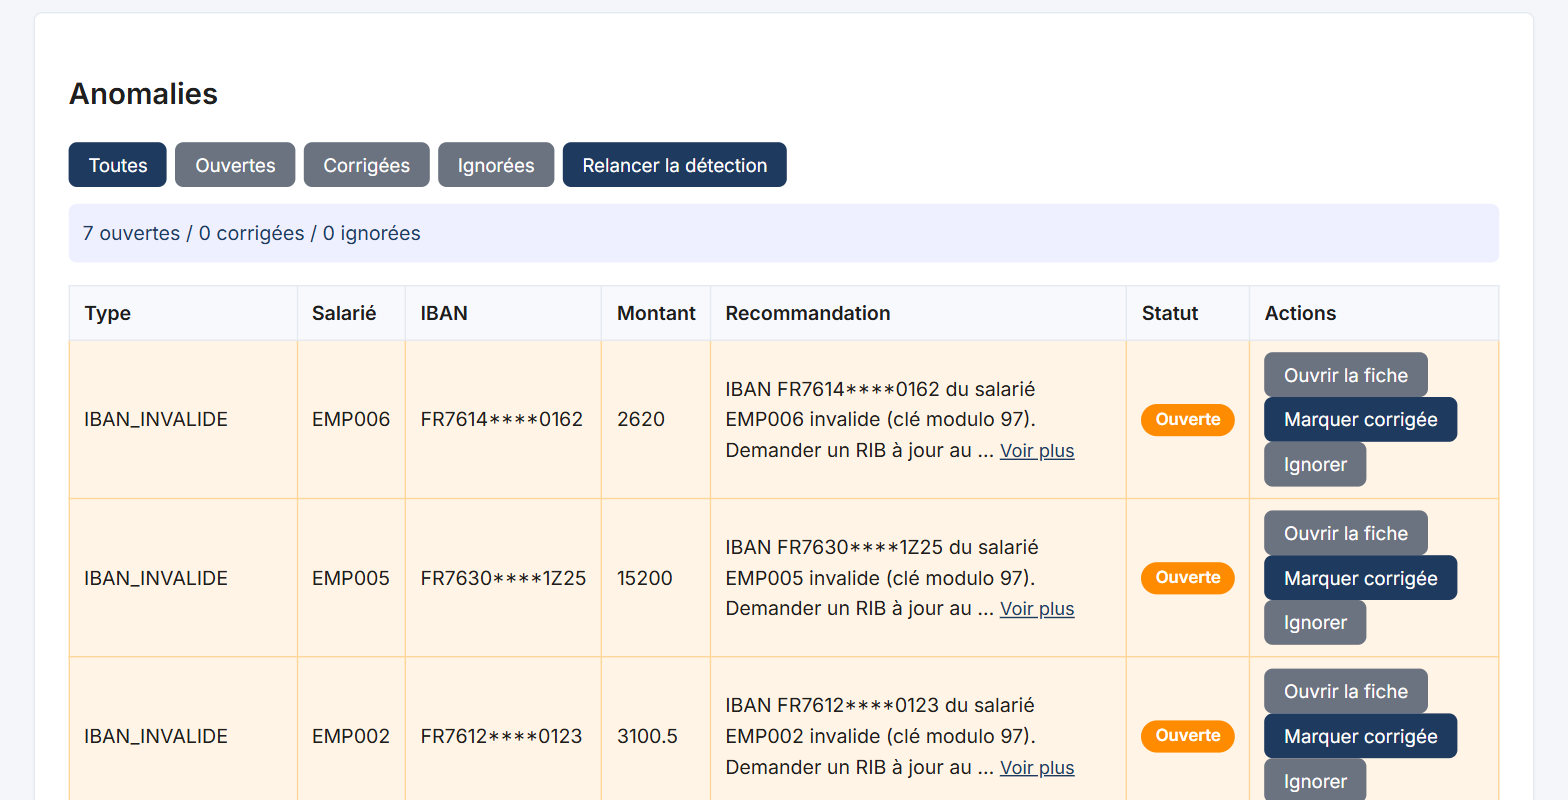 Anomalies
Toutes Ouvertes Corrigées Ignorées Relancer la détection
7 ouvertes / 0 corrigées / 0 ignorées
Type Salarié IBAN Montant Recommandation Statut Actions
IBAN_INVALIDE EMP006 FR7614****0162 2620
IBAN FR7614****0162 du salarié
EMP006 invalide (clé modulo 97).
Demander un RIB à jour au ... Voir plus
Ouverte
Ouvrir la fiche
Marquer corrigée
Ignorer
IBAN_INVALIDE EMP005 FR7630****1Z25 15200
IBAN FR7630****1Z25 du salarié
EMP005 invalide (clé modulo 97).
Demander un RIB à jour au ... Voir plus
Ouverte
Ouvrir la fiche
Marquer corrigée
Ignorer
IBAN_INVALIDE EMP002 FR7612****0123 3100.5
IBAN FR7612****0123 du salarié
EMP002 invalide (clé modulo 97).
Demander un RIB à jour au ... Voir plus
Ouverte
Ouvrir la fiche
Marquer corrigée
Ignorer